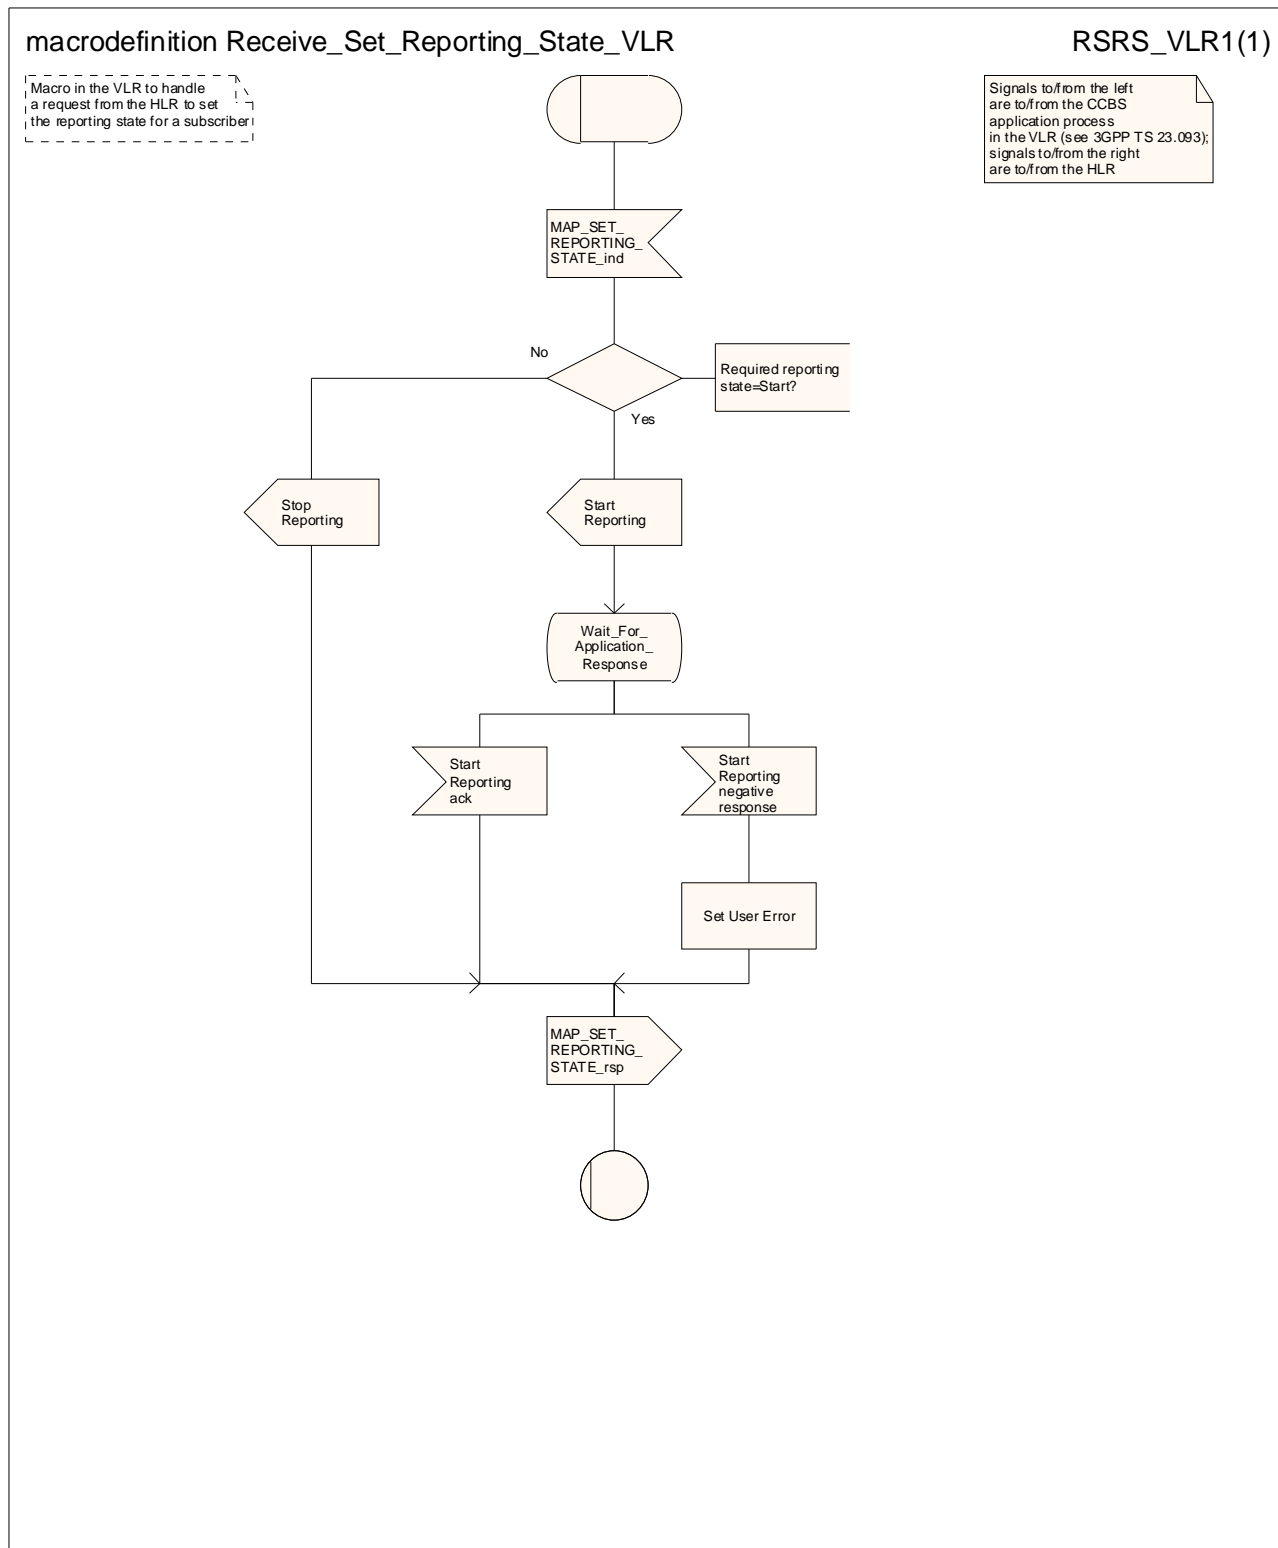 macrodefinition Receive_Set_Reporting_State_VLR
RSRS_VLR1(1)
Macro in the VLR to handle
a request from the HLR to set
the reporting state for a subscriber
Signals to/from the left
are to/from the CCBS
application process
in the VLR (see 3GPP TS 23.093);
signals to/from the right
are to/from the HLR
MAP_SET_
REPORTING_
STATE_ind
No
Required reporting
state=Start?
Yes
Stop
Reporting
Start
Reporting
Wait_For_
Application_
Response
Start
Reporting
ack
Start
Reporting
negative
response
Set User Error
MAP_SET_
REPORTING_
STATE_rsp